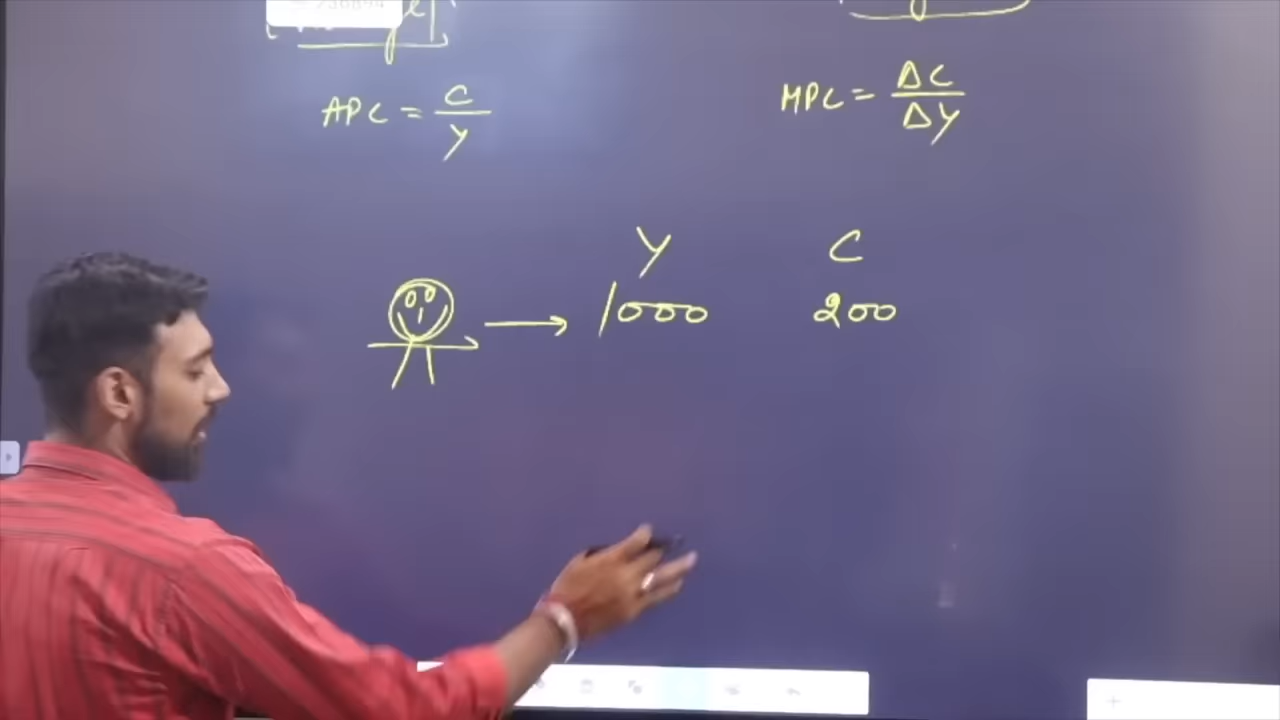 APC = C/Y
MPC = ΔC/ΔY
Y C
1000 200